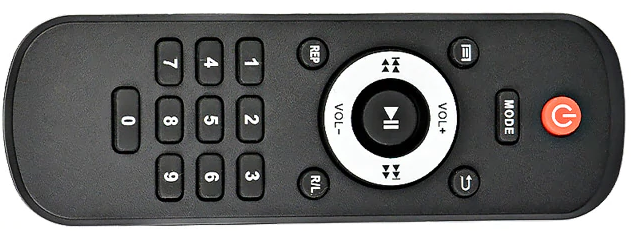 MODE
VOL+
REP
R/L
VOL-
1 2 3
4 5 6
7 8 9
0